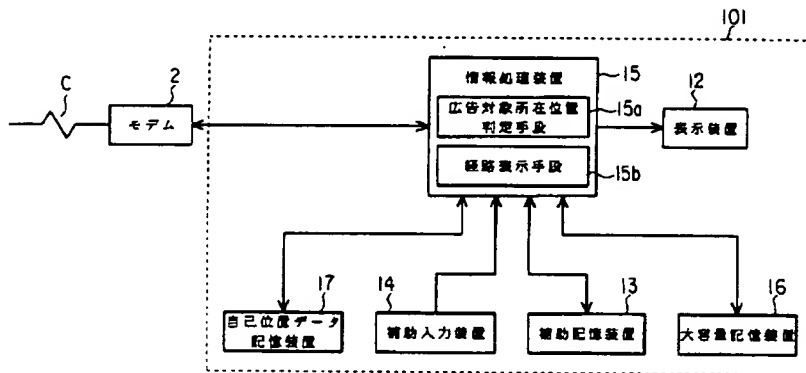 101
C
2
モデム
情報処理装置
15
広告対象所在位置
判定手段
15a
経路表示手段
15b
12
表示装置
17
自己位置データ
記憶装置
14
補助入力装置
13
補助記憶装置
16
大容量記憶装置